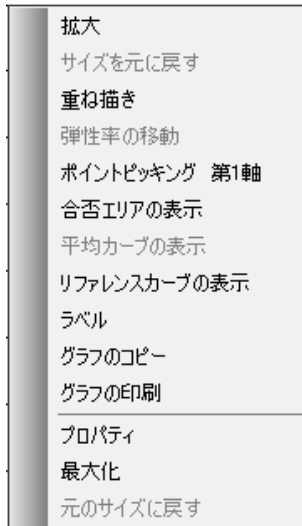 拡大
サイズを元に戻す
重ね描き
弾性率の移動
ポイントピッキング　第1軸
合否エリアの表示
平均カーブの表示
リファレンスカーブの表示
ラベル
グラフのコピー
グラフの印刷
プロパティ
最大化
元のサイズに戻す